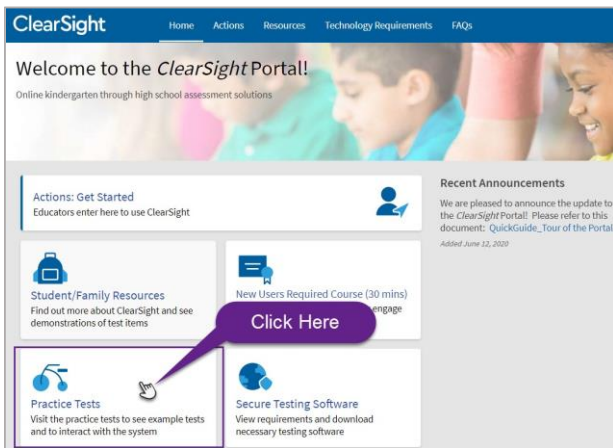 ClearSight
Home Actions Resources Technology Requirements FAQs
Welcome to the ClearSight Portal!
Online kindergarten through high school assessment solutions
Actions: Get Started
Educators enter here to use ClearSight
Student/Family Resources
Find out more about ClearSight and see
demonstrations of test items
New Users Required Course (30 mins)
engage
Click Here
Practice Tests
Visit the practice tests to see example tests
and to interact with the system
Secure Testing Software
View requirements and download
necessary testing software
Recent Announcements
We are pleased to announce the update to
the ClearSight Portal! Please refer to this
document: QuickGuide_Tour of the Portal
Added June 12, 2020